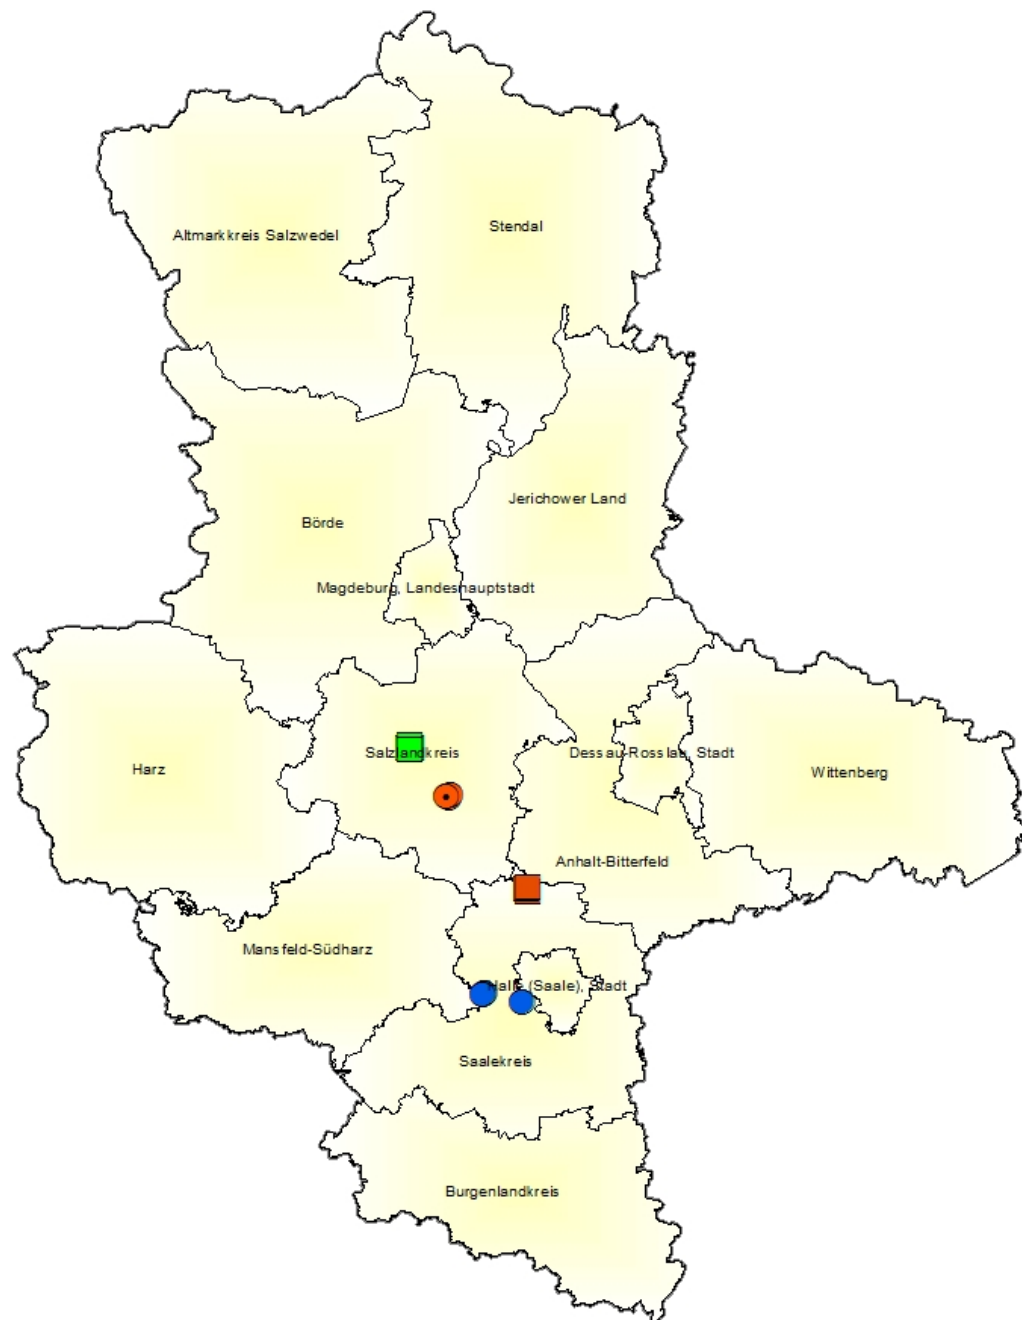 Stendal
Altmarkkreis Salzwedel
Jerichower Land
Börde
Magdeburg, Landeshauptstadt
Salzlandkreis
Dessau-Rosslau, Stadt
Harz
Wittenberg
Anhalt-Bitterfeld
Mansfeld-Südharz
Halle (Saale), Stadt
Saalekreis
Burgenlandkreis